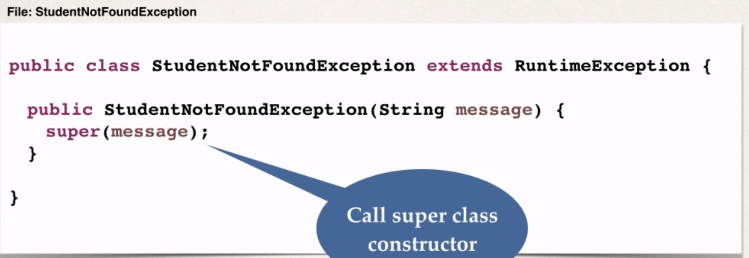 File: StudentNotFoundException
public class StudentNotFoundException extends RuntimeException {
public StudentNotFoundException(String message) {
super(message);
}
}
Call super class
constructor